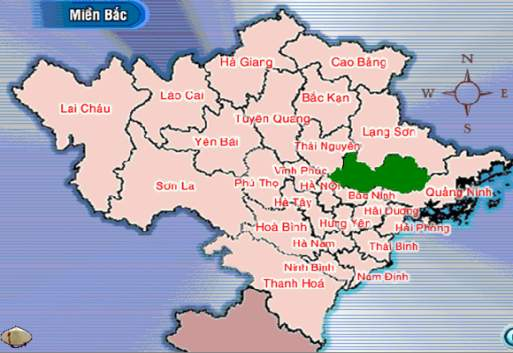 Miền Bắc
Hà Giang
Cao Bằng
Lai Châu
Lào Cai
Bắc Kạn
Tuyên Quang
Lạng Sơn
Yên Bái
Thái Nguyên
Sơn La
Phú Thọ
Vĩnh Phúc
HÀ NỘI
Quảng Ninh
Bắc Ninh
Hà Tây
Hải Dương
Hoà Bình
Hưng Yên
Hải Phòng
Hà Nam
Thái Bình
Ninh Bình
Nam Định
Thanh Hoá
N
W
E
S